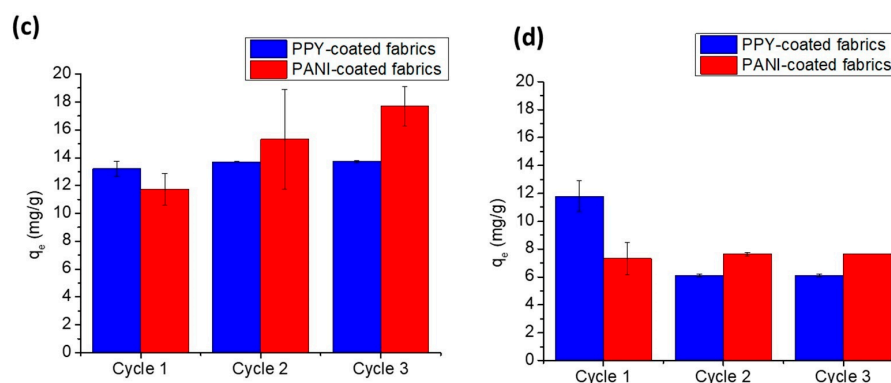 (c)
PPY-coated fabrics
PANI-coated fabrics
20
18
16
14
12
10
8
6
4
2
0
qe (mg/g)
Cycle 1 Cycle 2 Cycle 3
(d)
PPY-coated fabrics
PANI-coated fabrics
20
18
16
14
12
10
8
6
4
2
0
qe (mg/g)
Cycle 1 Cycle 2 Cycle 3